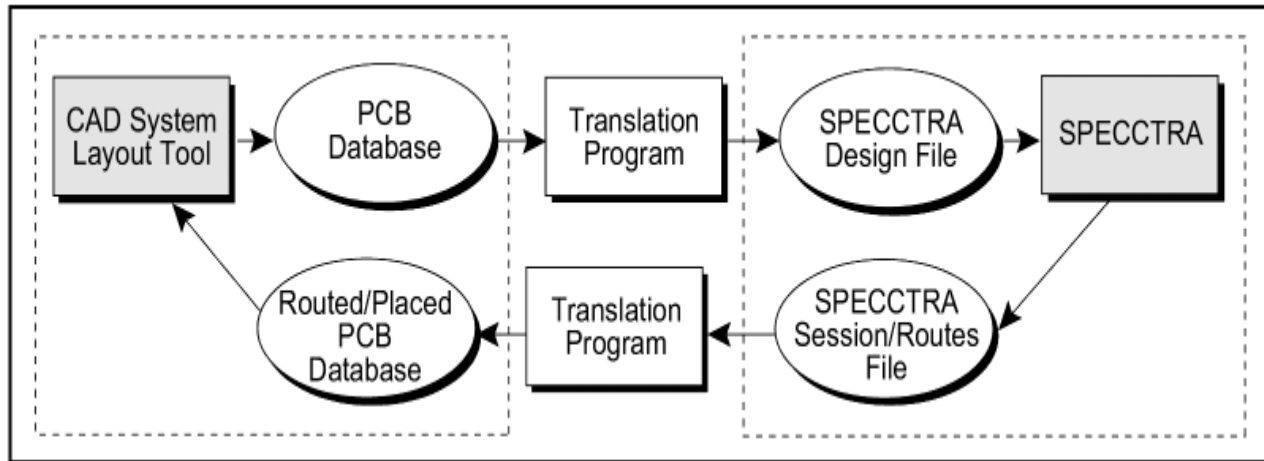 CAD System
Layout Tool
PCB
Database
Translation
Program
SPECCTRA
Design File
SPECCTRA
Routed/Placed
PCB
Database
Translation
Program
SPECCTRA
Session/Routes
File